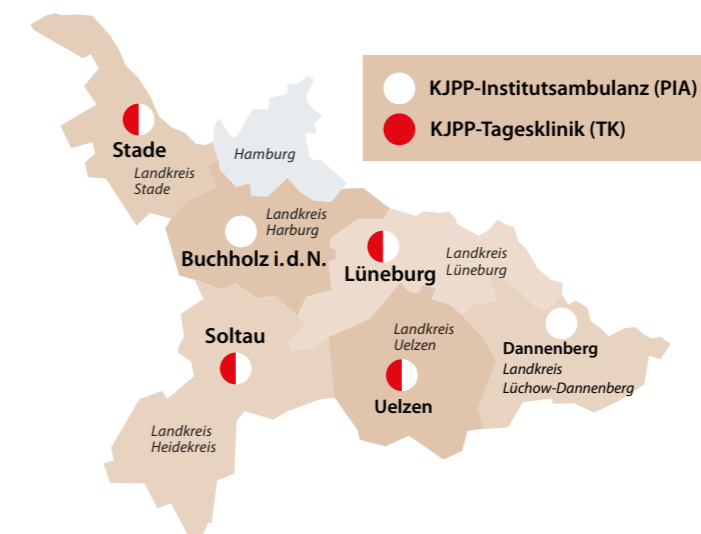 KJPP-Institutsambulanz (PIA)
KJPP-Tagesklinik (TK)
Stade
Landkreis
Stade
Hamburg
Landkreis
Harburg
Buchholz i. d. N.
Landkreis
Lüneburg
Lüneburg
Soltau
Landkreis
Uelzen
Dannenberg
Landkreis
Lüchow-Dannenberg
Uelzen
Landkreis
Heidekreis